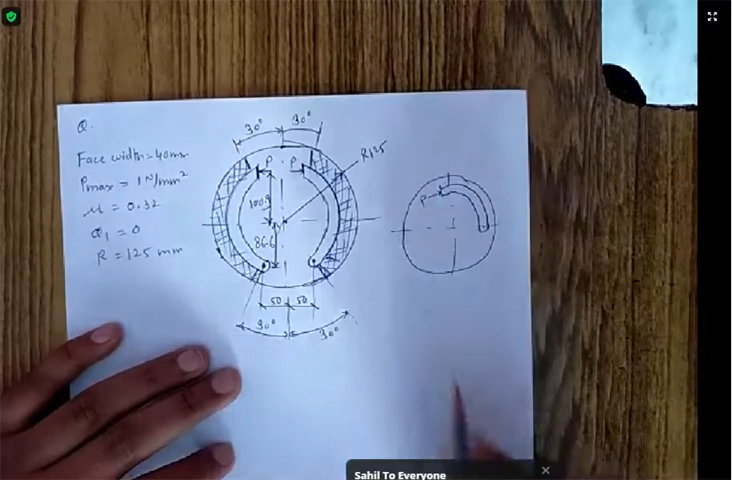 Q.
Face width = 40mm
Pmax = 1 N/mm²
μ = 0.32
θ₁ = 0
R = 125 mm
30° 30°
R125
P P
100.9
86.6
50 50
30° 30°
P
Sahil To Everyone